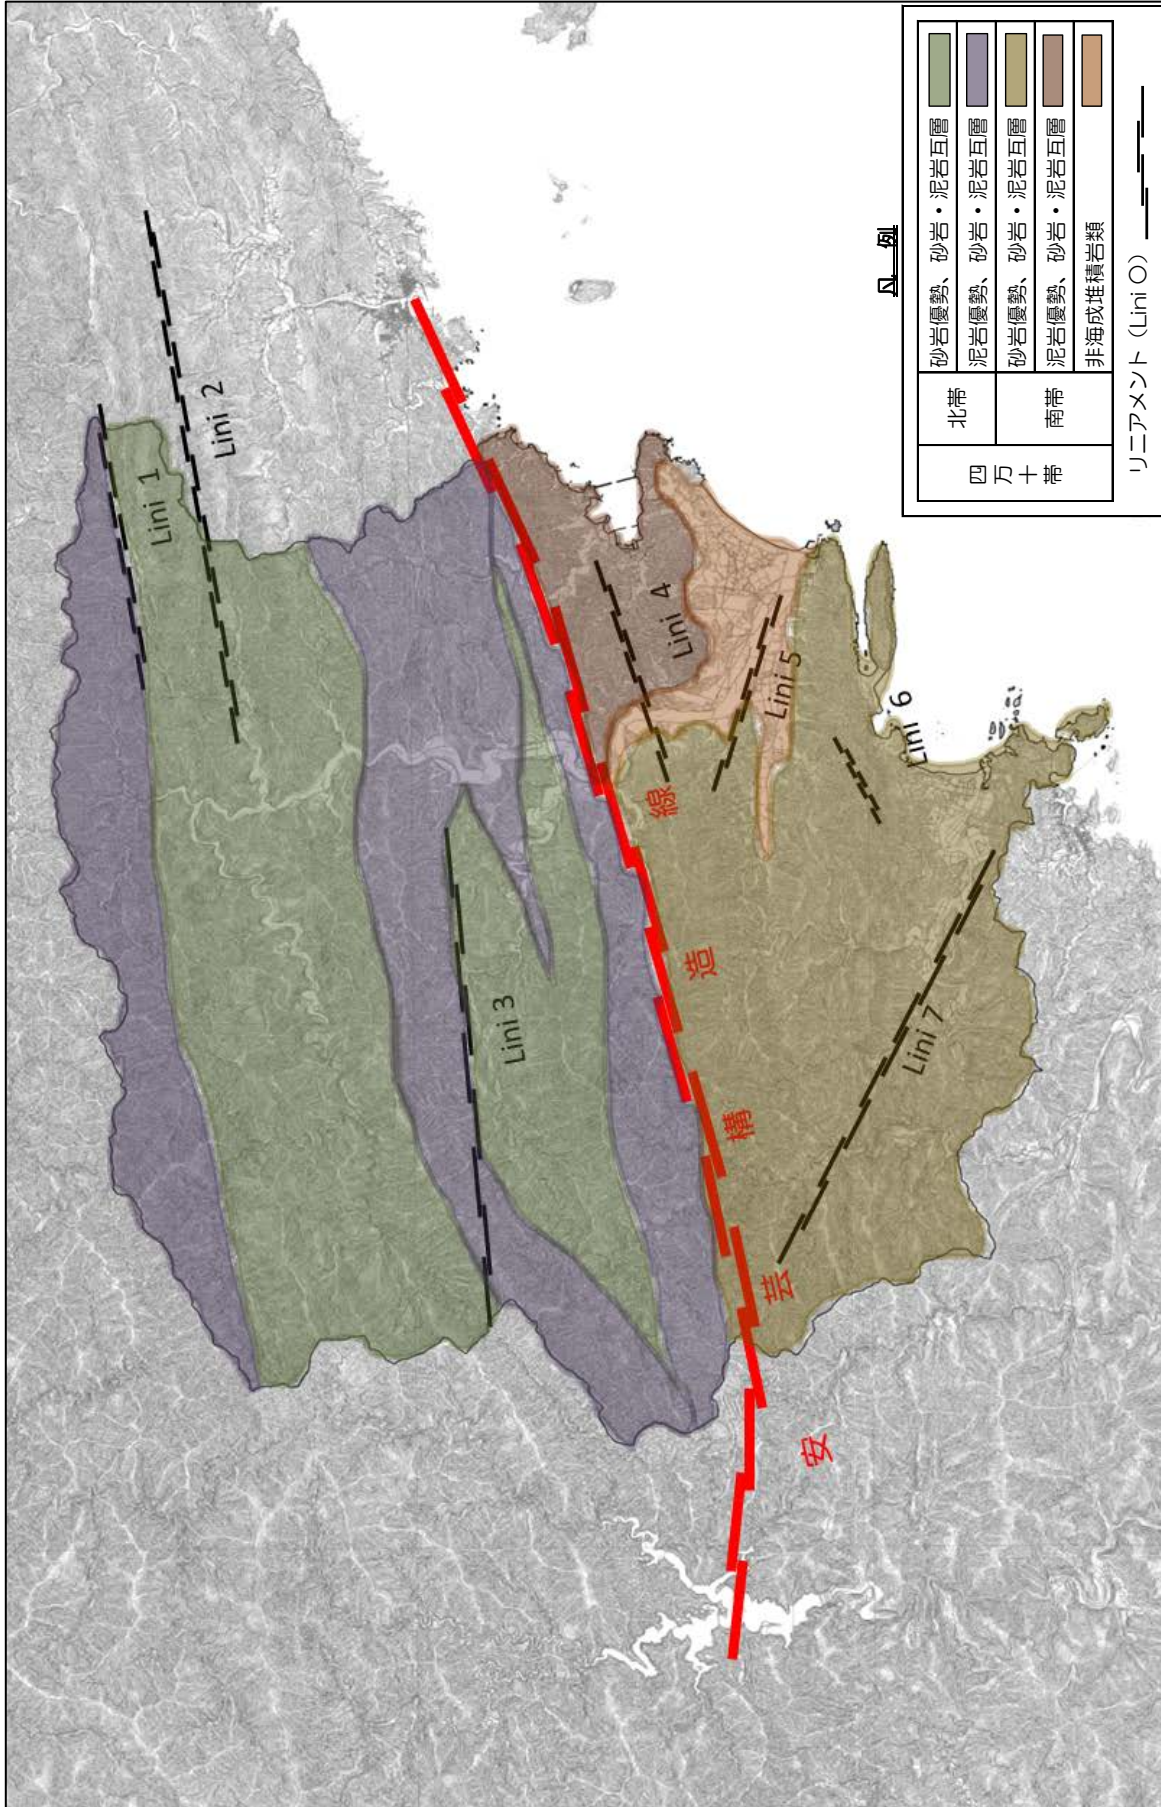 Lini 1
Lini 2
Lini 3
Lini 4
Lini 5
Lini 6
Lini 7
安芸構造線
凡 例
四万十帯
北帯
砂岩優勢、砂岩・泥岩互層
泥岩優勢、砂岩・泥岩互層
南帯
砂岩優勢、砂岩・泥岩互層
泥岩優勢、砂岩・泥岩互層
非海成堆積岩類
リニアメント（Lini ○）